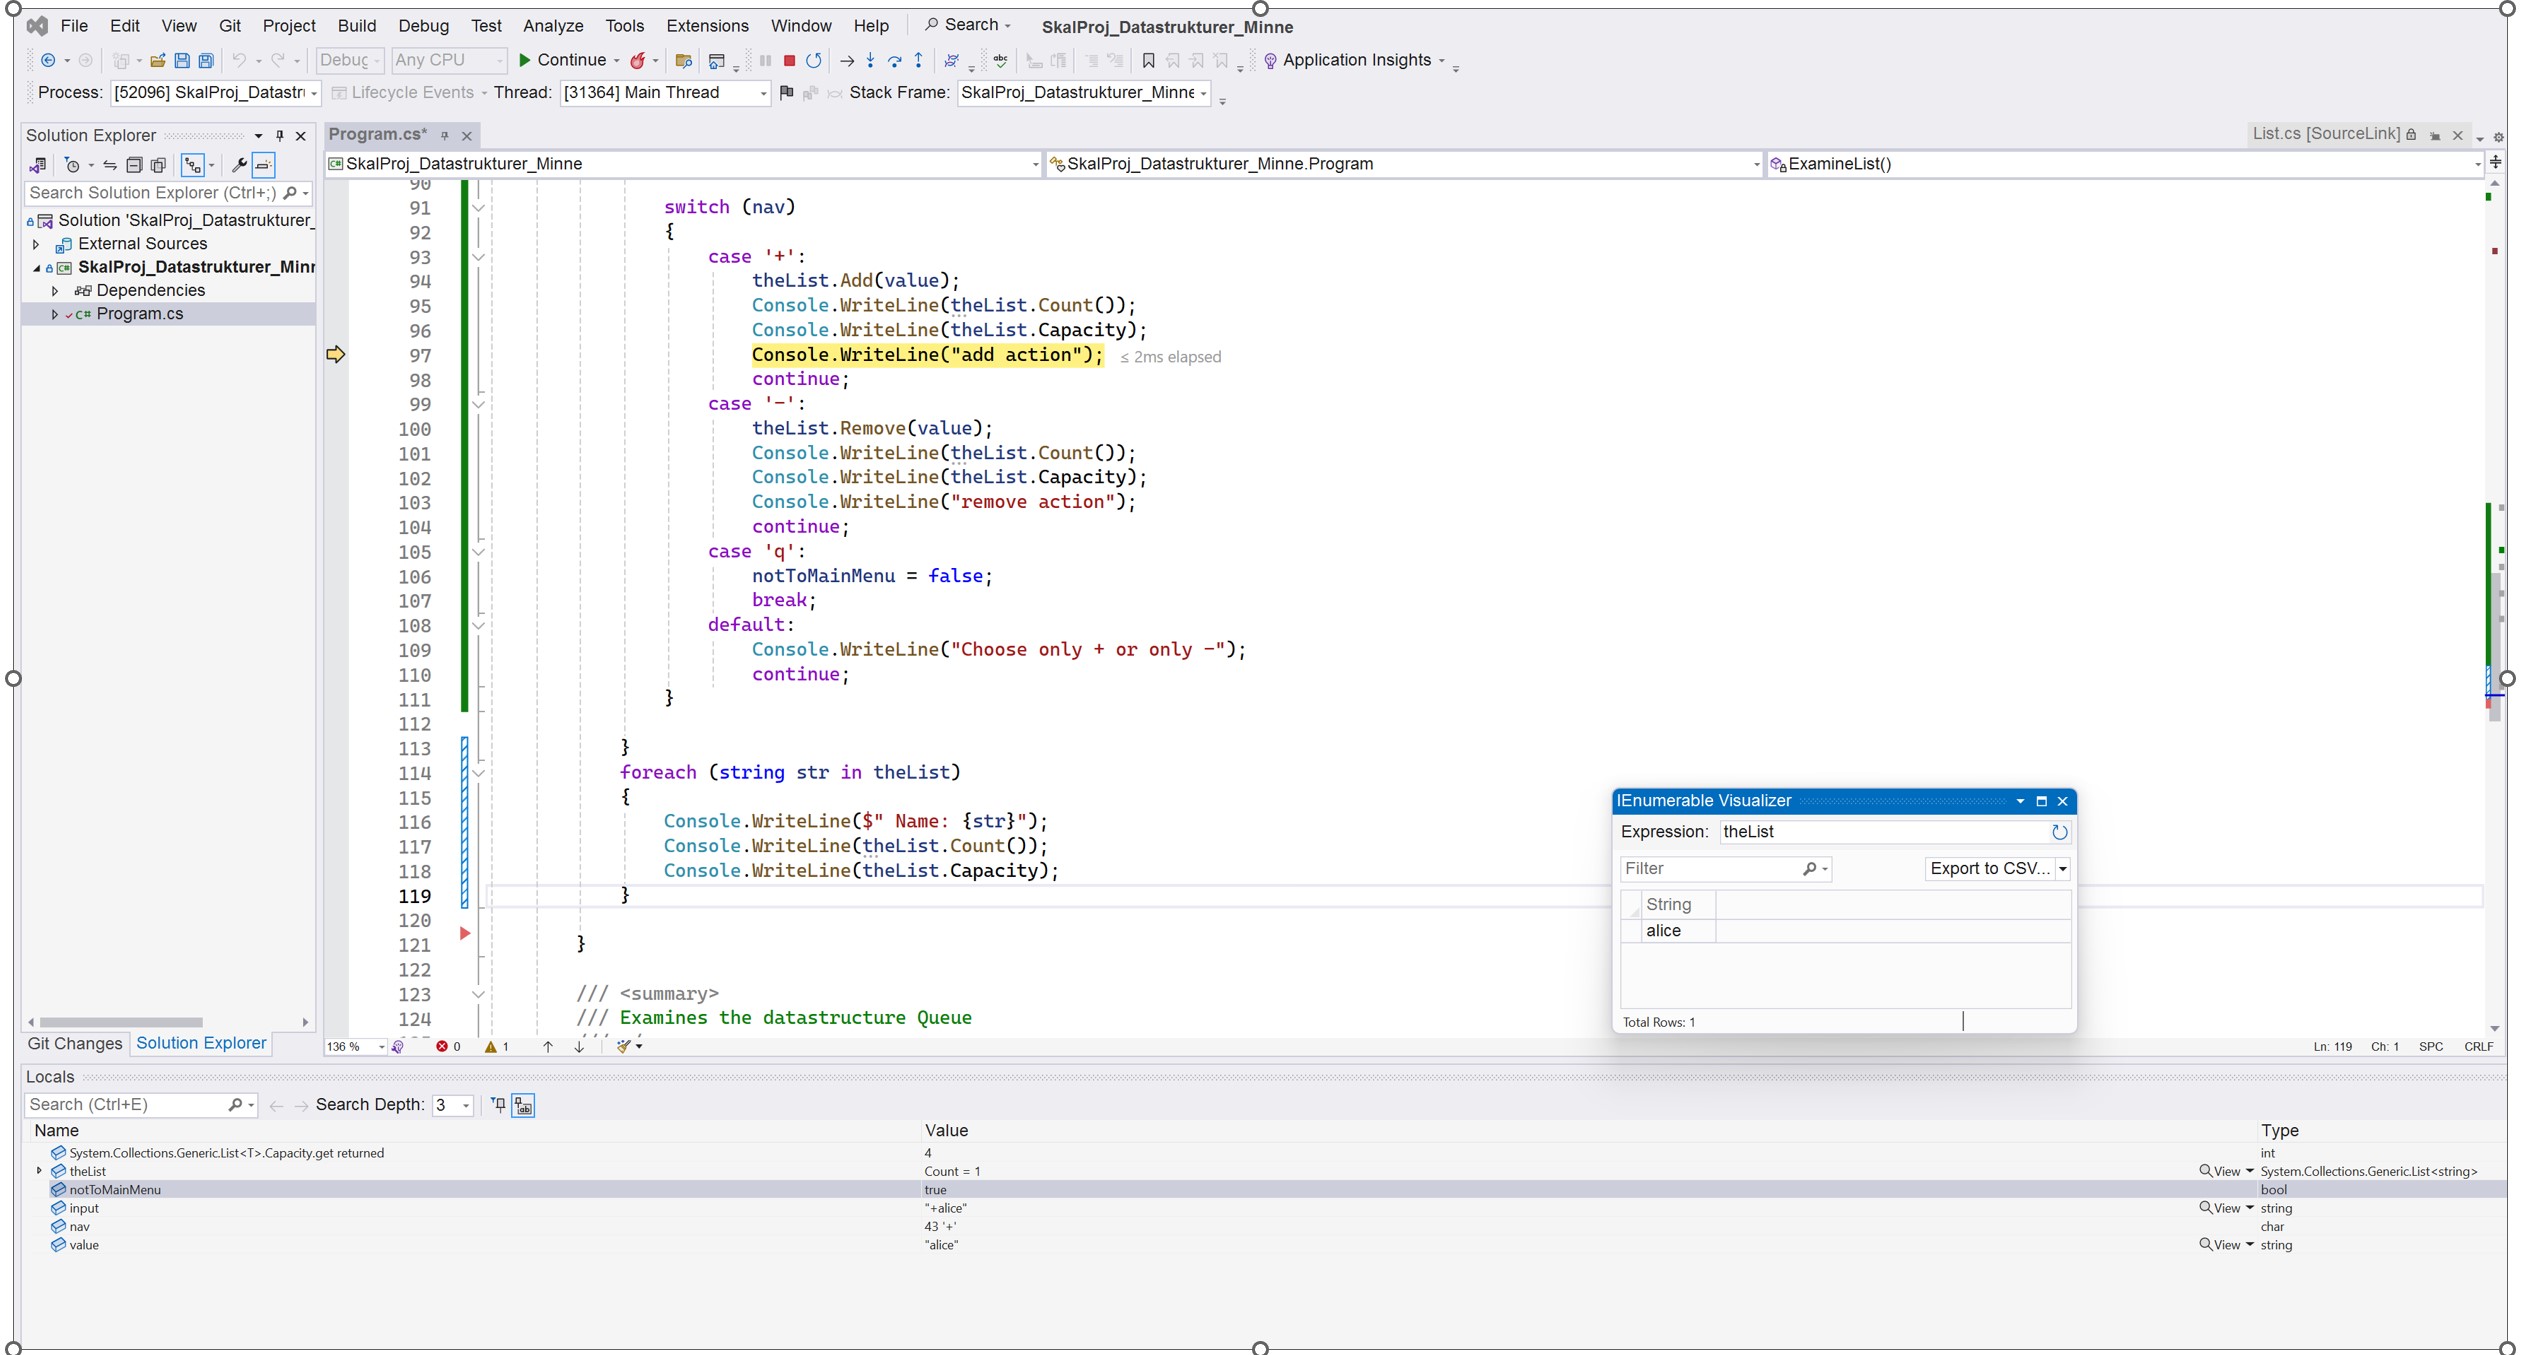 File Edit View Git Project Build Debug Test Analyze Tools Extensions Window Help Search SkalProj_Datastrukturer_Minne
Debug Any CPU Continue Application Insights
Process: [52096] SkalProj_Datastr Lifecycle Events Thread: [31364] Main Thread Stack Frame: SkalProj_Datastrukturer_Minne
Solution Explorer
Program.cs*
List.cs [SourceLink]
SkalProj_Datastrukturer_Minne
SkalProj_Datastrukturer_Minne.Program
ExamineList()
Search Solution Explorer (Ctrl+;)
Solution 'SkalProj_Datastrukturer_
External Sources
SkalProj_Datastrukturer_Minn
Dependencies
C# Program.cs
Git Changes Solution Explorer
90
91 switch (nav)
92 {
93 case '+':
94 theList.Add(value);
95 Console.WriteLine(theList.Count());
96 Console.WriteLine(theList.Capacity);
97 Console.WriteLine("add action"); ≤ 2ms elapsed
98 continue;
99 case '-':
100 theList.Remove(value);
101 Console.WriteLine(theList.Count());
102 Console.WriteLine(theList.Capacity);
103 Console.WriteLine("remove action");
104 continue;
105 case 'q':
106 notToMainMenu = false;
107 break;
108 default:
109 Console.WriteLine("Choose only + or only -");
110 continue;
111 }
112
113 }
114 foreach (string str in theList)
115 {
116 Console.WriteLine($" Name: {str}");
117 Console.WriteLine(theList.Count());
118 Console.WriteLine(theList.Capacity);
119 }
120
121 }
122
123 /// <summary>
124 /// Examines the datastructure Queue
IEnumerable Visualizer
Expression: theList
Filter Export to CSV...
String
alice
Total Rows: 1
136 % 0 1 Ln: 119 Ch: 1 SPC CRLF
Locals
Search (Ctrl+E) Search Depth: 3
Name Value Type
System.Collections.Generic.List<T>.Capacity.get returned 4 int
theList Count = 1 View System.Collections.Generic.List<string>
notToMainMenu true bool
input "+alice" View string
nav 43 '+' char
value "alice" View string